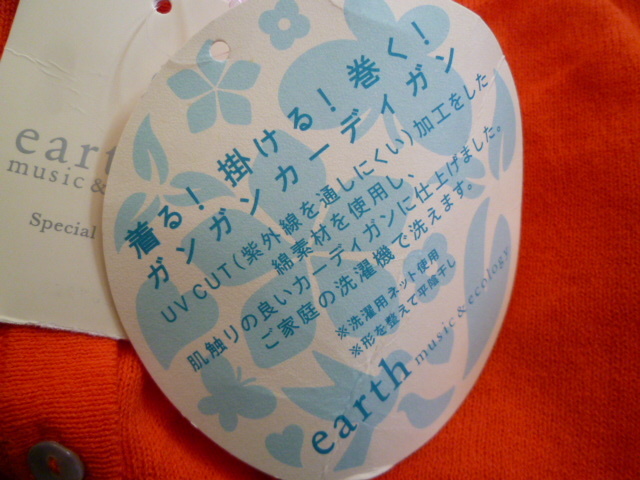 earth
music &
Special
着る！ 掛ける！ 巻く！
ガンガンカーディガン
UV CUT（紫外線を通しにくい）加工をした
綿素材を使用し、
肌触りの良いカーディガンに仕上げました。
ご家庭の洗濯機で洗えます。
※洗濯用ネット使用
※形を整えて平陰干し
earth music & ecology